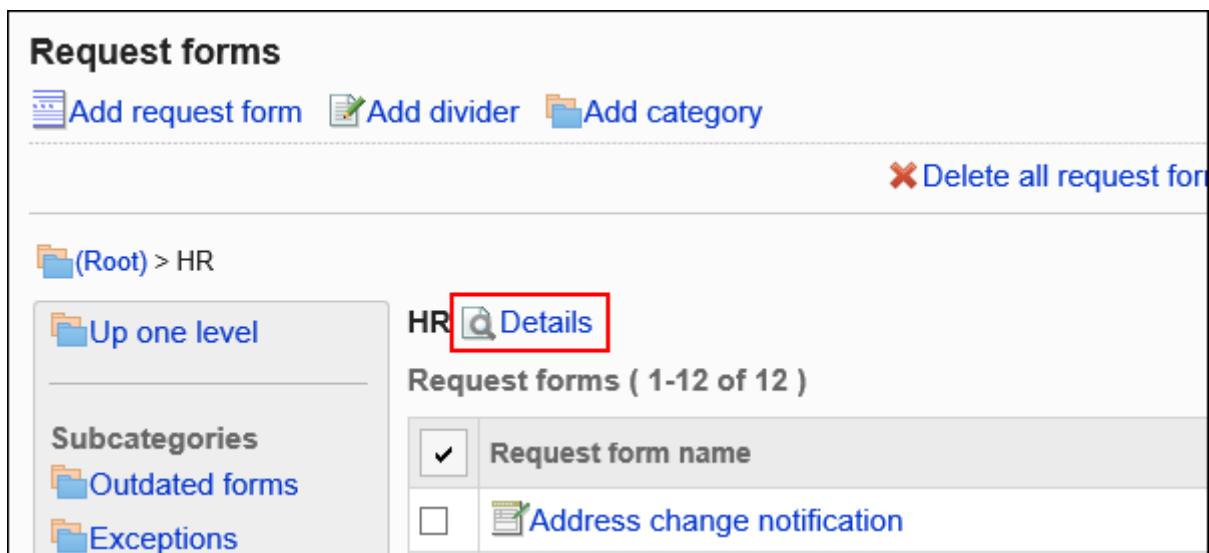 Request forms
Add request form Add divider Add category
Delete all request for
(Root) > HR
Up one level
Subcategories
Outdated forms
Exceptions
HR Details
Request forms ( 1-12 of 12 )
Request form name
Address change notification